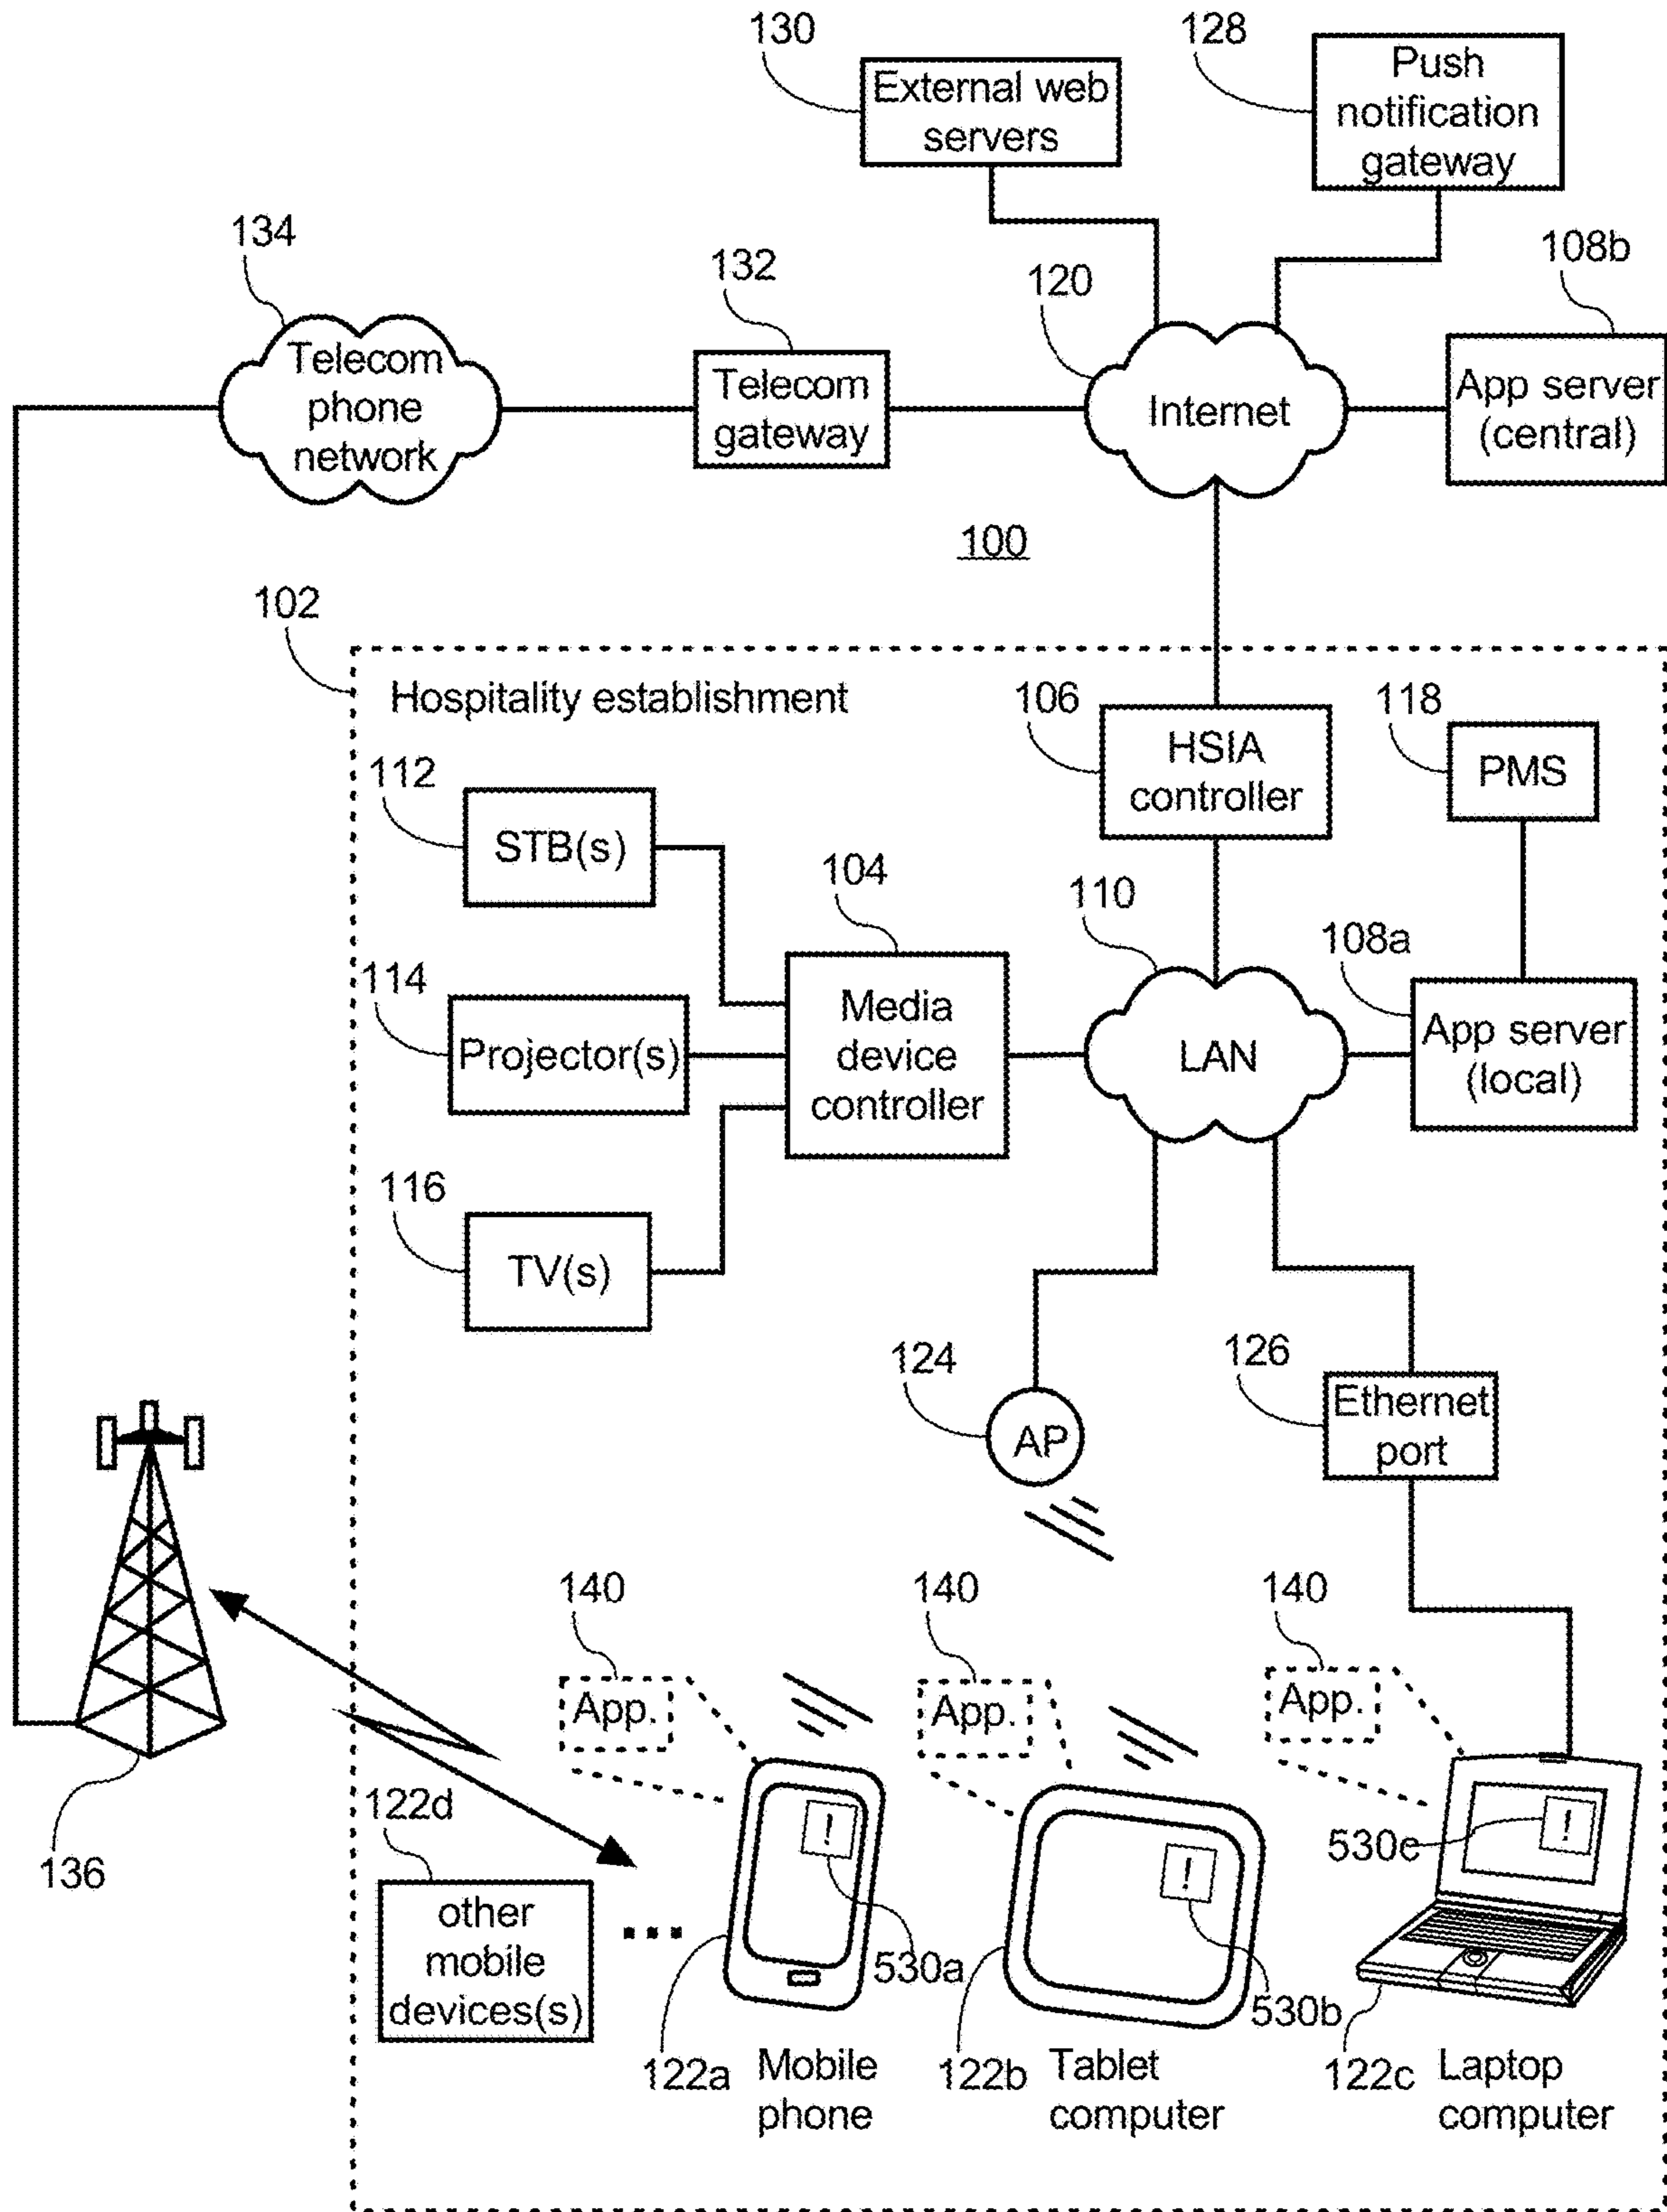 130
External web
servers
128
Push
notification
gateway
134
Telecom
phone
network
132
Telecom
gateway
120
Internet
108b
App server
(central)
100
102
Hospitality establishment
106
HSIA
controller
118
PMS
112
STB(s)
104
Media
device
controller
110
LAN
108a
App server
(local)
114
Projector(s)
116
TV(s)
124
AP
126
Ethernet
port
136
140
App.
140
App.
140
App.
122d
other
mobile
devices(s)
...
!
530a
122a
Mobile
phone
!
530b
122b
Tablet
computer
!
530c
122c
Laptop
computer